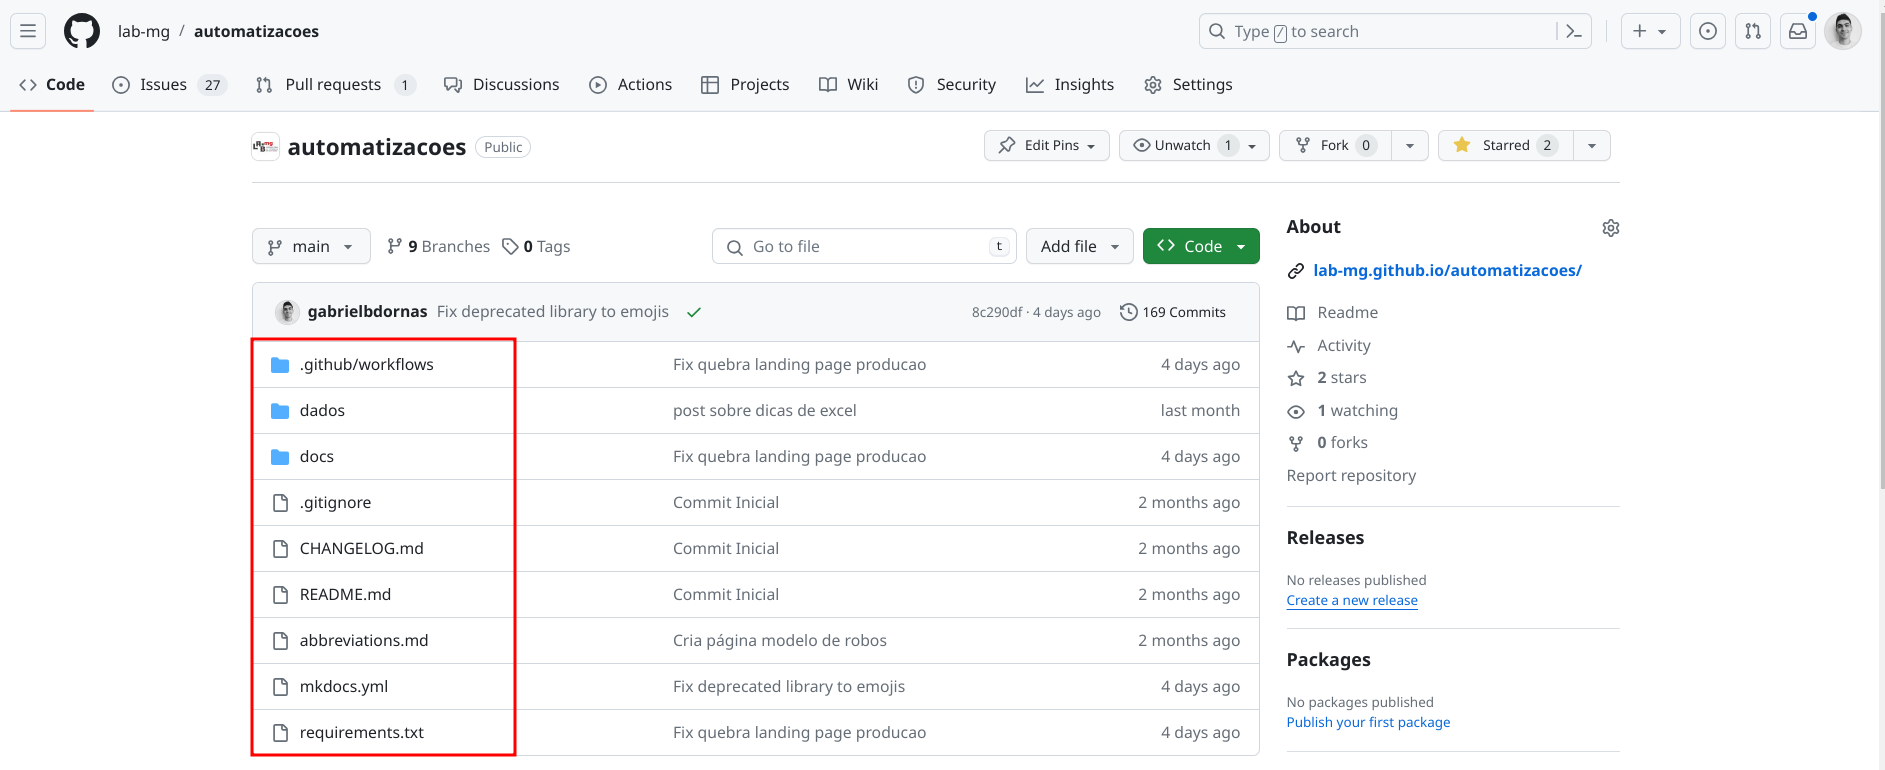 lab-mg / automatizacoes
Type / to search
Code Issues 27 Pull requests 1 Discussions Actions Projects Wiki Security Insights Settings
automatizacoes Public
Edit Pins Unwatch 1 Fork 0 Starred 2
main 9 Branches 0 Tags Go to file t Add file Code
gabrielbdornas Fix deprecated library to emojis 8c290df · 4 days ago 169 Commits
.github/workflows Fix quebra landing page producao 4 days ago
dados post sobre dicas de excel last month
docs Fix quebra landing page producao 4 days ago
.gitignore Commit Inicial 2 months ago
CHANGELOG.md Commit Inicial 2 months ago
README.md Commit Inicial 2 months ago
abbreviations.md Cria página modelo de robos 2 months ago
mkdocs.yml Fix deprecated library to emojis 4 days ago
requirements.txt Fix quebra landing page producao 4 days ago
About
lab-mg.github.io/automatizacoes/
Readme
Activity
2 stars
1 watching
0 forks
Report repository
Releases
No releases published
Create a new release
Packages
No packages published
Publish your first package